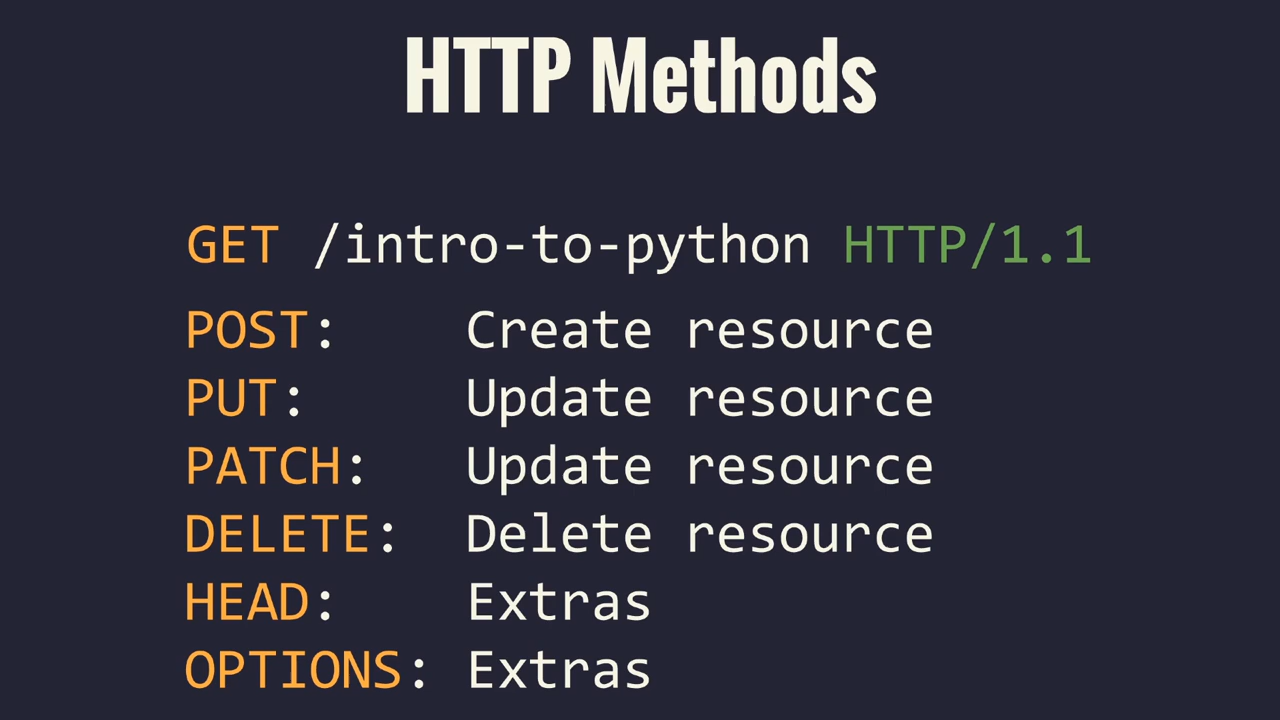 HTTP Methods
GET /intro-to-python HTTP/1.1
POST: Create resource
PUT: Update resource
PATCH: Update resource
DELETE: Delete resource
HEAD: Extras
OPTIONS: Extras